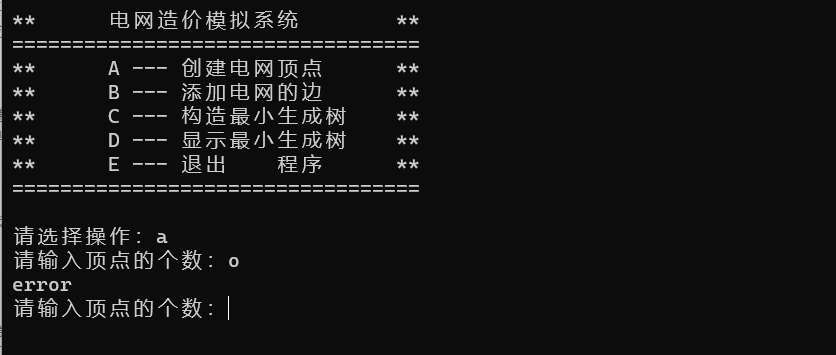 ** 电网造价模拟系统 **
==================================
** A --- 创建电网顶点 **
** B --- 添加电网的边 **
** C --- 构造最小生成树 **
** D --- 显示最小生成树 **
** E --- 退出 程序 **
==================================
请选择操作: a
请输入顶点的个数: o
error
请输入顶点的个数: